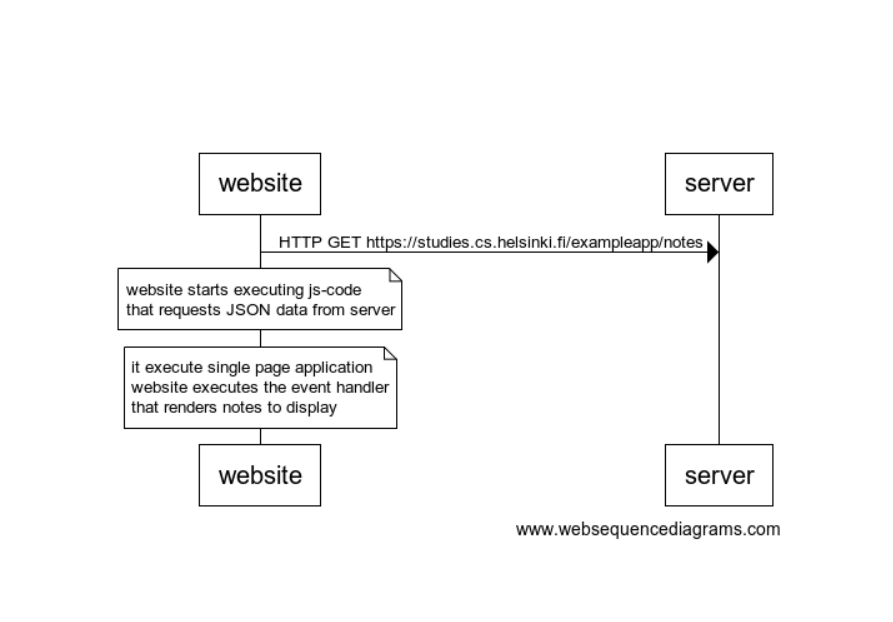 website
server
HTTP GET https://studies.cs.helsinki.fi/exampleapp/notes
website starts executing js-code
that requests JSON data from server
it execute single page application
website executes the event handler
that renders notes to display
website
server
www.websequencediagrams.com